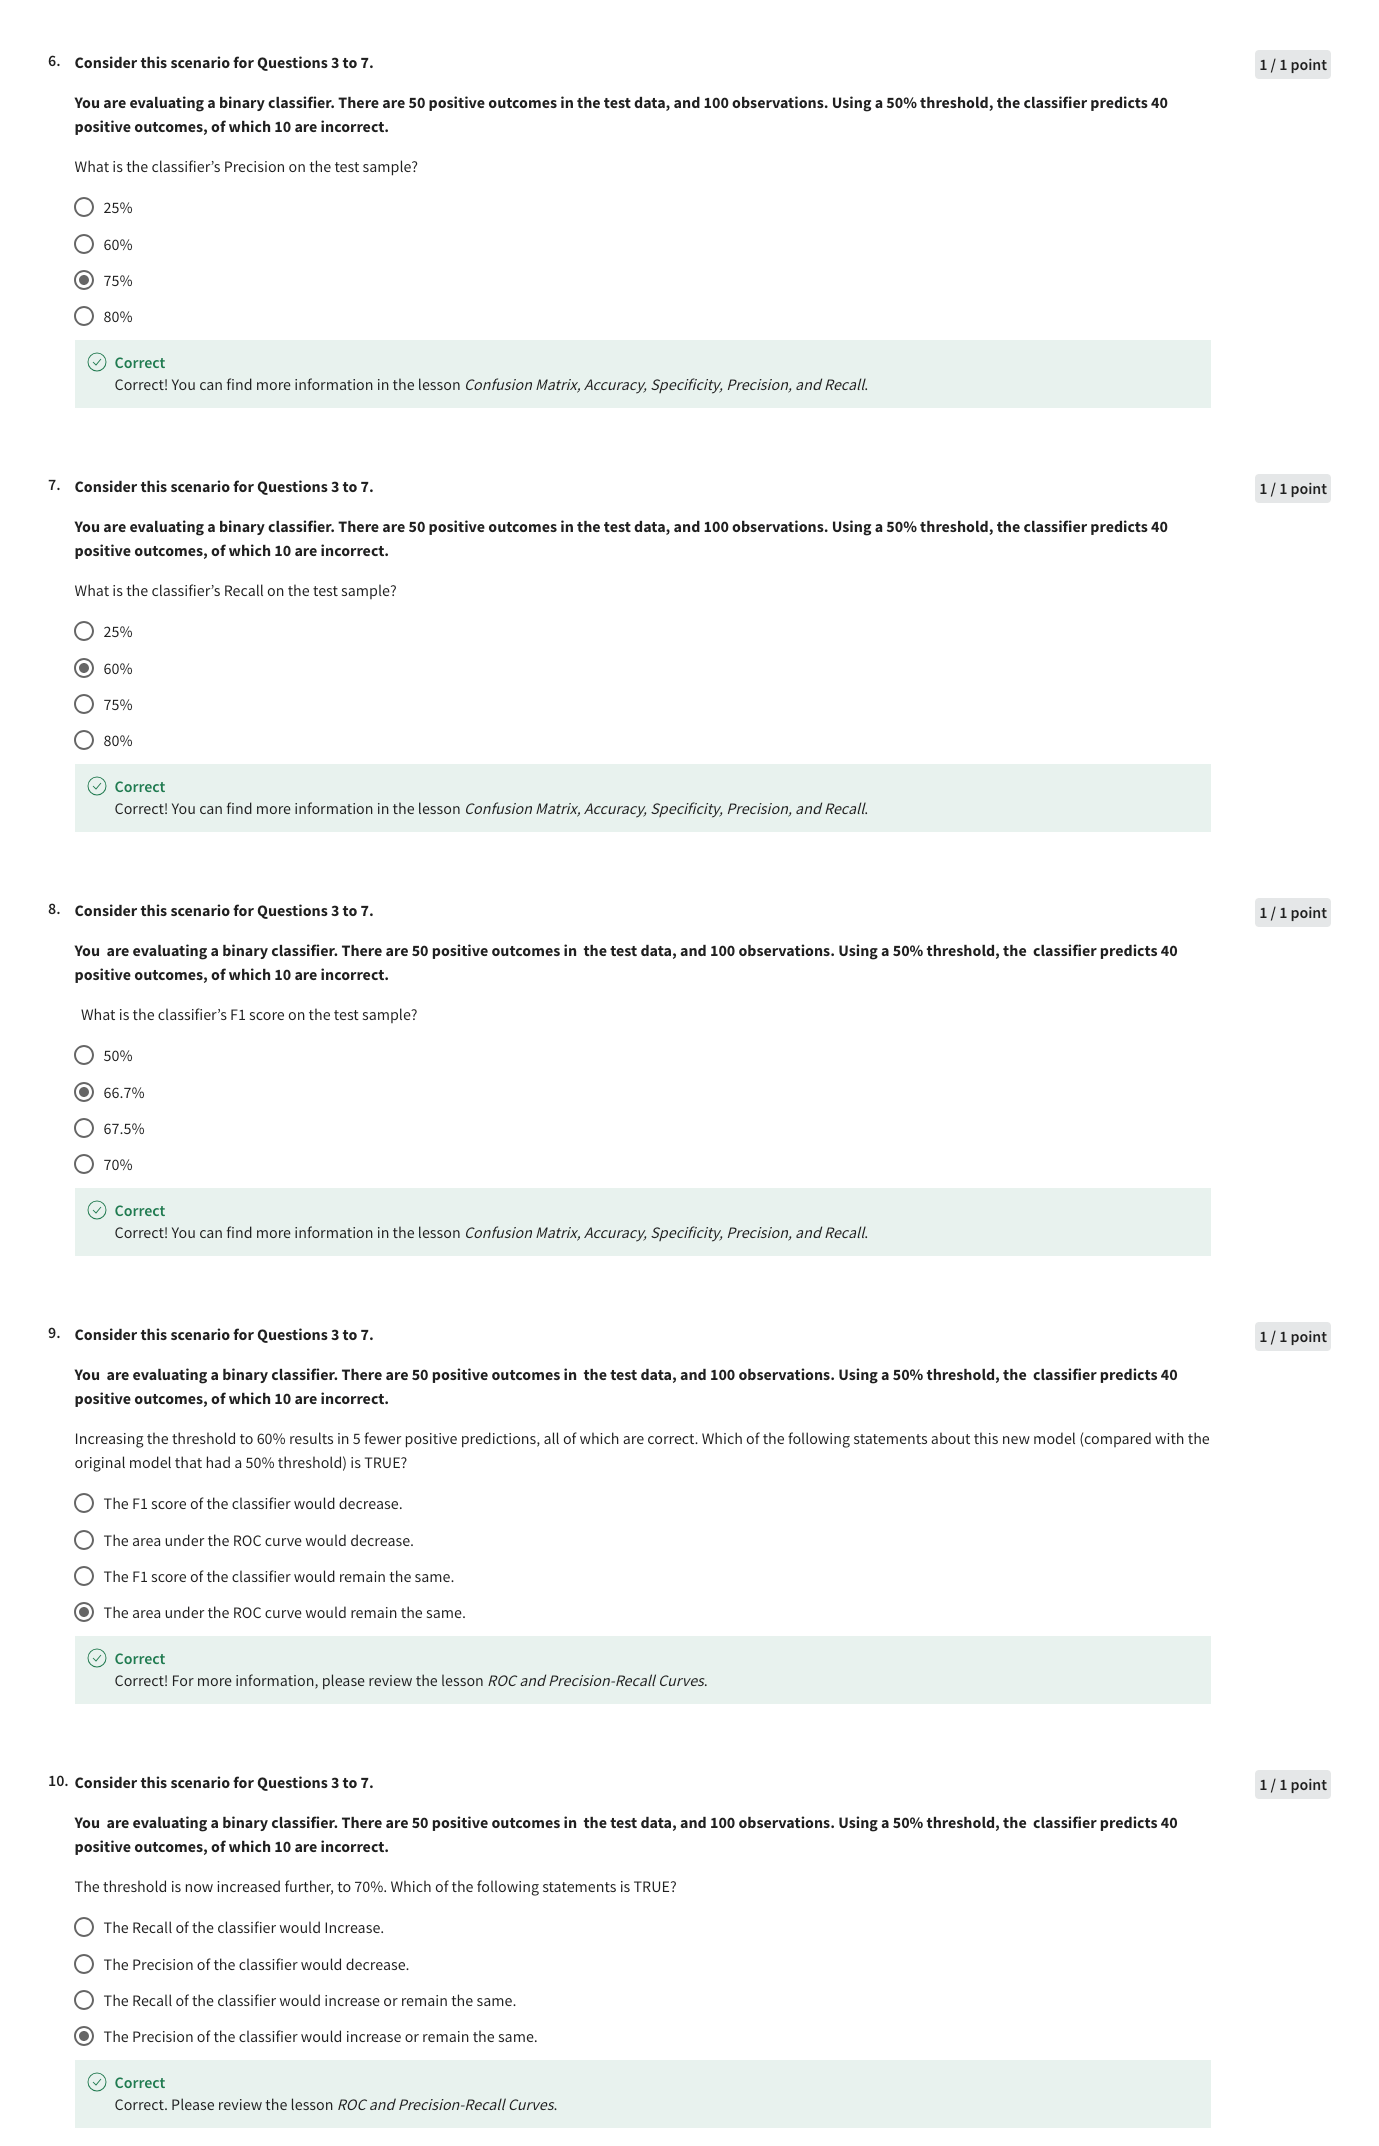 6. Consider this scenario for Questions 3 to 7.
1 / 1 point
You are evaluating a binary classifier. There are 50 positive outcomes in the test data, and 100 observations. Using a 50% threshold, the classifier predicts 40
positive outcomes, of which 10 are incorrect.
What is the classifier’s Precision on the test sample?
25%
60%
75%
80%
Correct
Correct! You can find more information in the lesson Confusion Matrix, Accuracy, Specificity, Precision, and Recall.
7. Consider this scenario for Questions 3 to 7.
1 / 1 point
You are evaluating a binary classifier. There are 50 positive outcomes in the test data, and 100 observations. Using a 50% threshold, the classifier predicts 40
positive outcomes, of which 10 are incorrect.
What is the classifier’s Recall on the test sample?
25%
60%
75%
80%
Correct
Correct! You can find more information in the lesson Confusion Matrix, Accuracy, Specificity, Precision, and Recall.
8. Consider this scenario for Questions 3 to 7.
1 / 1 point
You are evaluating a binary classifier. There are 50 positive outcomes in the test data, and 100 observations. Using a 50% threshold, the classifier predicts 40
positive outcomes, of which 10 are incorrect.
What is the classifier’s F1 score on the test sample?
50%
66.7%
67.5%
70%
Correct
Correct! You can find more information in the lesson Confusion Matrix, Accuracy, Specificity, Precision, and Recall.
9. Consider this scenario for Questions 3 to 7.
1 / 1 point
You are evaluating a binary classifier. There are 50 positive outcomes in the test data, and 100 observations. Using a 50% threshold, the classifier predicts 40
positive outcomes, of which 10 are incorrect.
Increasing the threshold to 60% results in 5 fewer positive predictions, all of which are correct. Which of the following statements about this new model (compared with the
original model that had a 50% threshold) is TRUE?
The F1 score of the classifier would decrease.
The area under the ROC curve would decrease.
The F1 score of the classifier would remain the same.
The area under the ROC curve would remain the same.
Correct
Correct! For more information, please review the lesson ROC and Precision-Recall Curves.
10. Consider this scenario for Questions 3 to 7.
1 / 1 point
You are evaluating a binary classifier. There are 50 positive outcomes in the test data, and 100 observations. Using a 50% threshold, the classifier predicts 40
positive outcomes, of which 10 are incorrect.
The threshold is now increased further, to 70%. Which of the following statements is TRUE?
The Recall of the classifier would Increase.
The Precision of the classifier would decrease.
The Recall of the classifier would increase or remain the same.
The Precision of the classifier would increase or remain the same.
Correct
Correct. Please review the lesson ROC and Precision-Recall Curves.